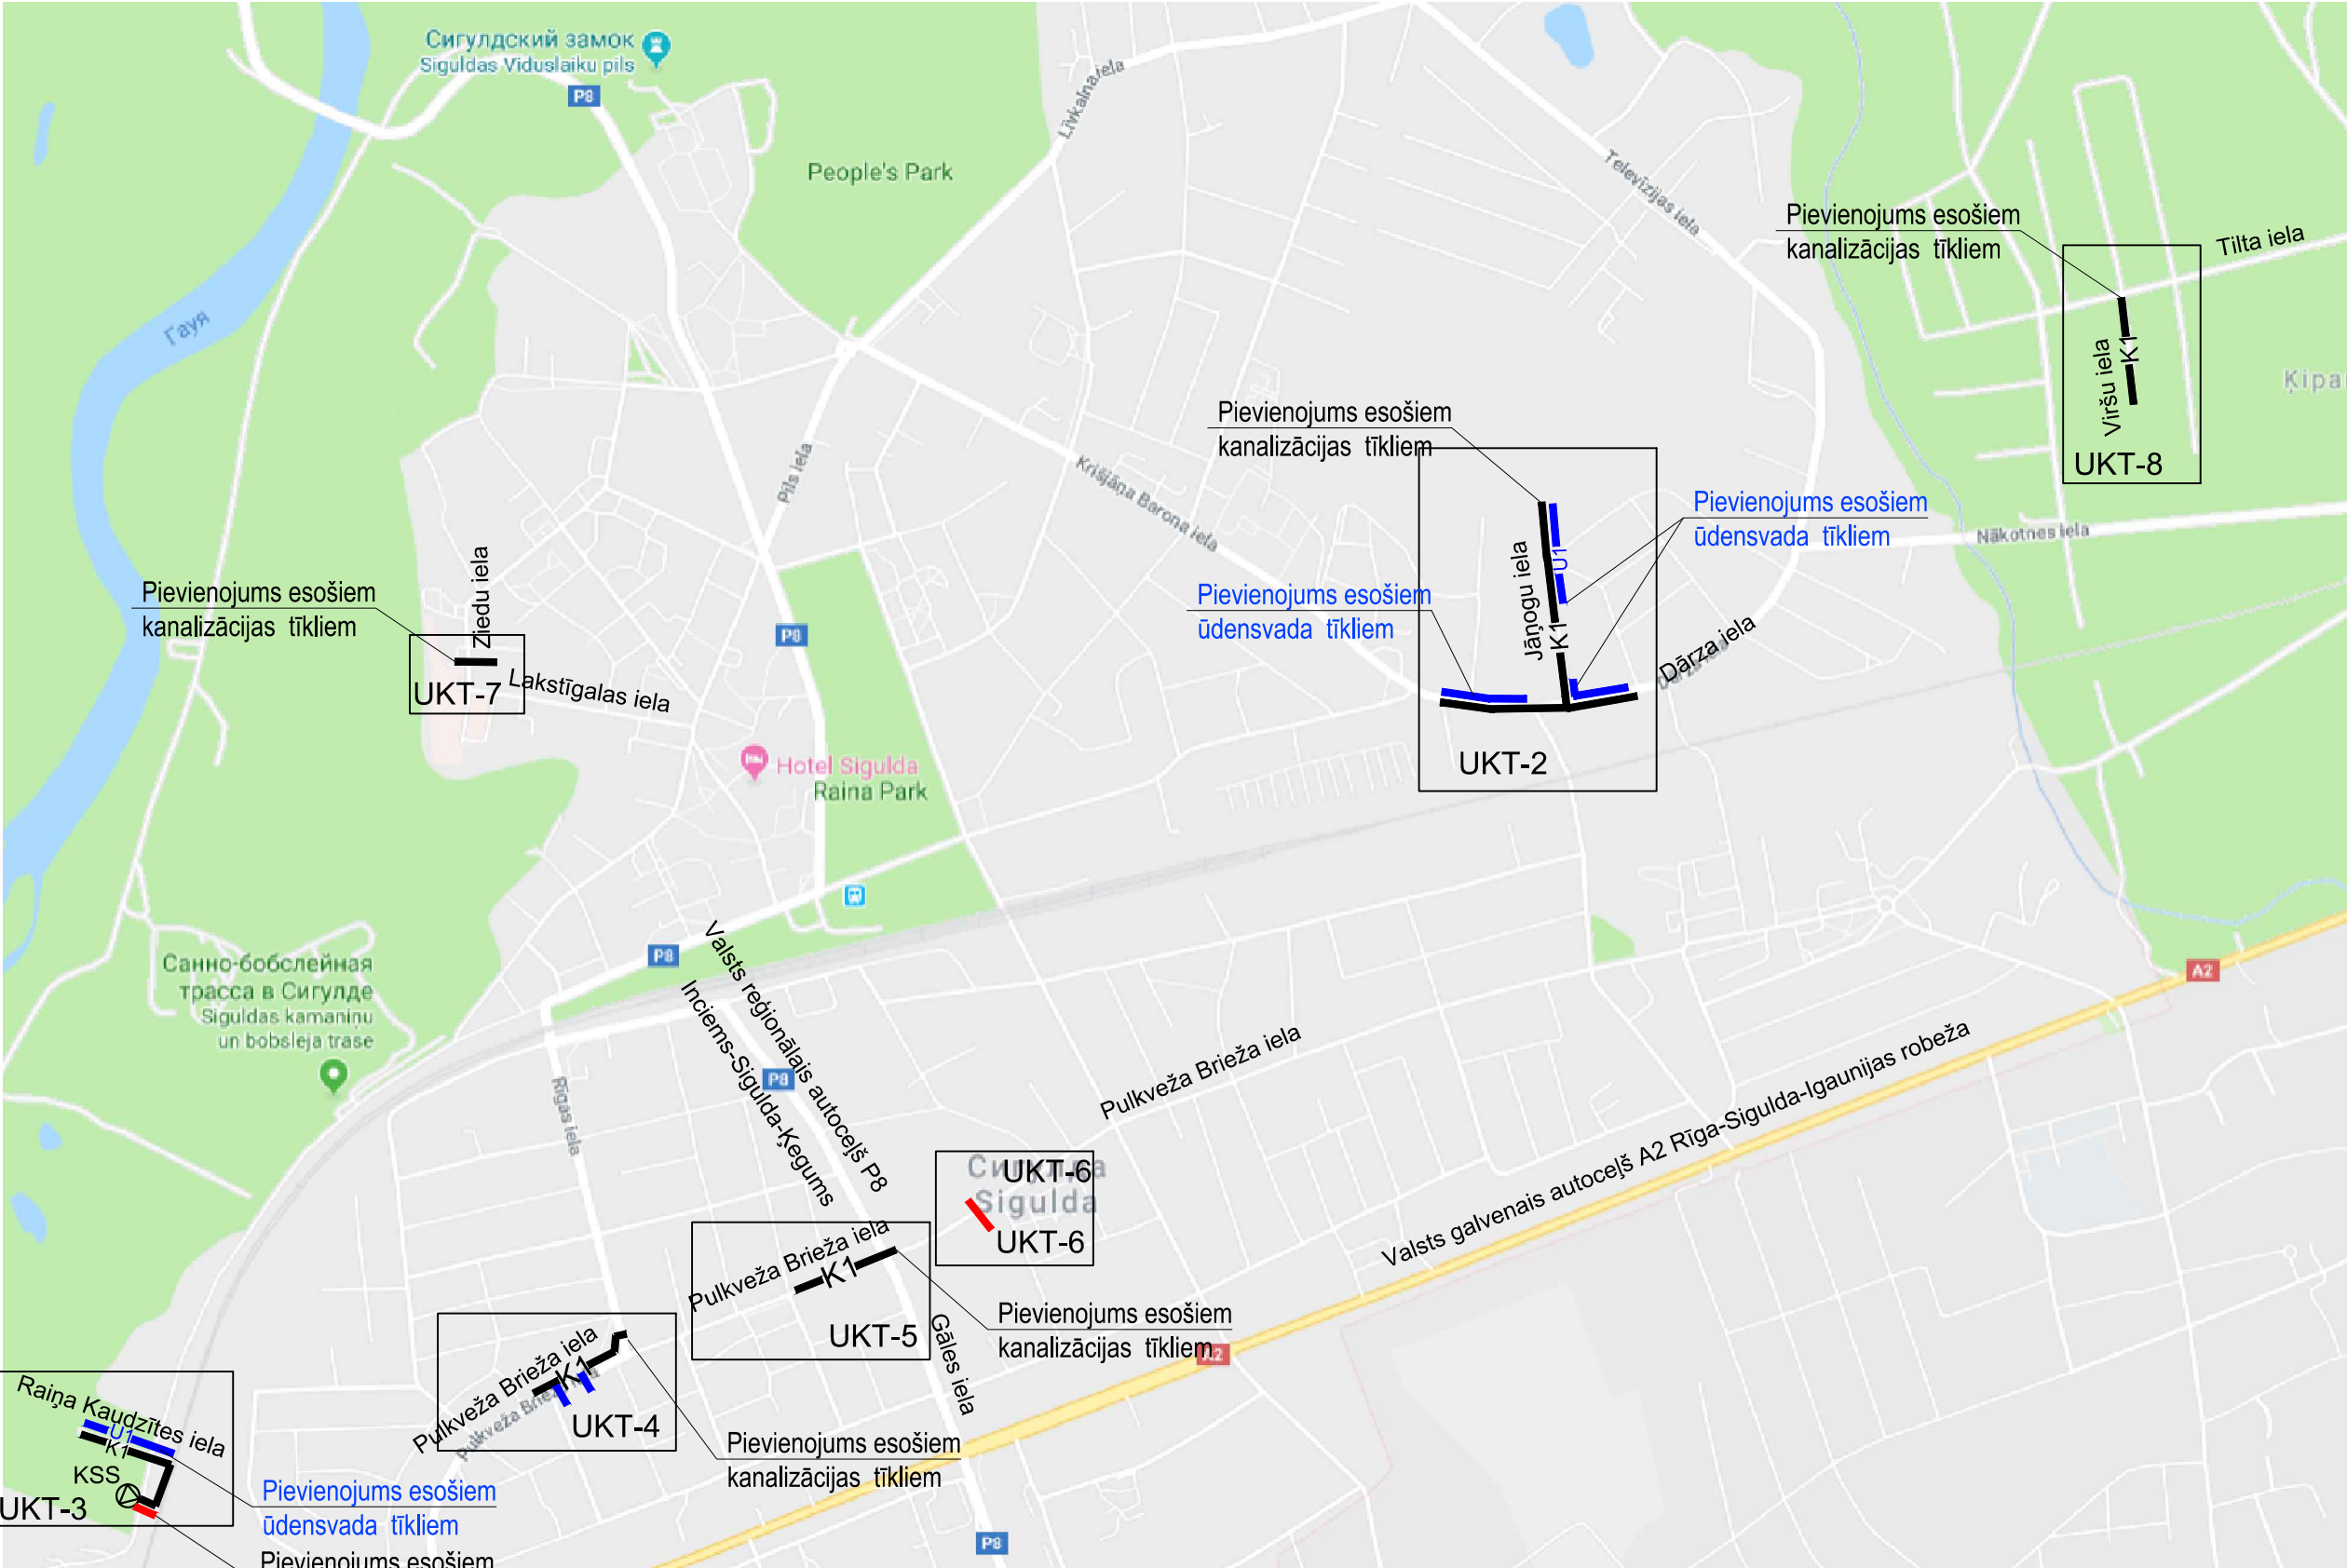 Сигулдский замок
Siguldas Viduslaiku pils
P8
People's Park
Līvkalna iela
Televīzijas iela
Гауя
Pils iela
Krišjāņa Barona iela
Pievienojums esošiem
kanalizācijas tīkliem
Tilta iela
Viršu iela
K1
UKT-8
Ķipa
Nākotnes iela
Pievienojums esošiem
kanalizācijas tīkliem
Pievienojums esošiem
ūdensvada tīkliem
Pievienojums esošiem
ūdensvada tīkliem
Jāņogu iela
U1
K1
Dārza iela
UKT-2
Pievienojums esošiem
kanalizācijas tīkliem
Ziedu iela
UKT-7
Lakstīgalas iela
P8
Hotel Sigulda
Raina Park
P8
Санно-бобслейная
трасса в Сигулде
Siguldas kamaniņu
un bobsleja trase
Valsts reģionālais autoceļš P8
Inciems-Sigulda-Ķegums
P8
Rīgas iela
Pulkveža Brieža iela
A2
Valsts galvenais autoceļš A2 Rīga-Sigulda-Igaunijas robeža
UKT-6
Sigulda
UKT-6
Pulkveža Brieža iela
K1
UKT-5
Gāles iela
Pievienojums esošiem
kanalizācijas tīkliem
A2
Pulkveža Brieža iela
K1
Pulkveža
UKT-4
Pievienojums esošiem
kanalizācijas tīkliem
Raiņa Kaudzītes iela
U1
K1
KSS
UKT-3
Pievienojums esošiem
ūdensvada tīkliem
Pievienojums esošiem
P8